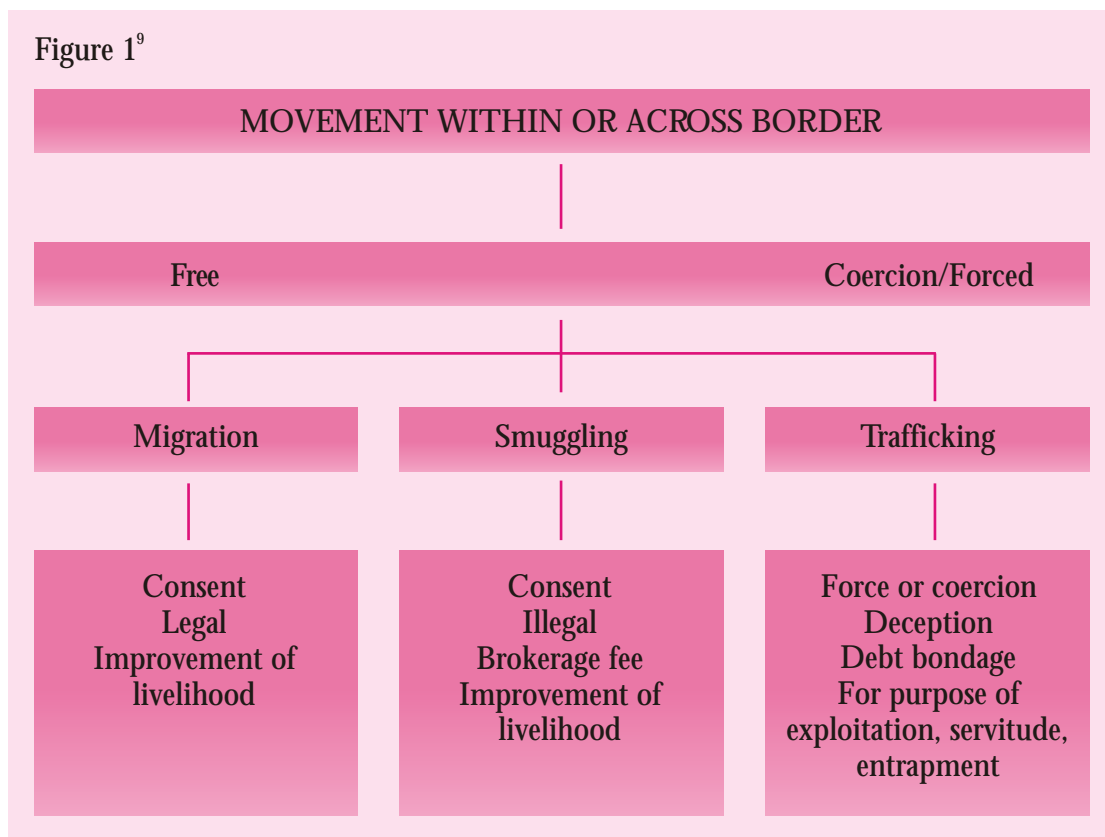 Figure 1⁹
MOVEMENT WITHIN OR ACROSS BORDER
Free Coercion/Forced
Migration Smuggling Trafficking
Consent
Legal
Improvement of
livelihood
Consent
Illegal
Brokerage fee
Improvement of
livelihood
Force or coercion
Deception
Debt bondage
For purpose of
exploitation, servitude,
entrapment